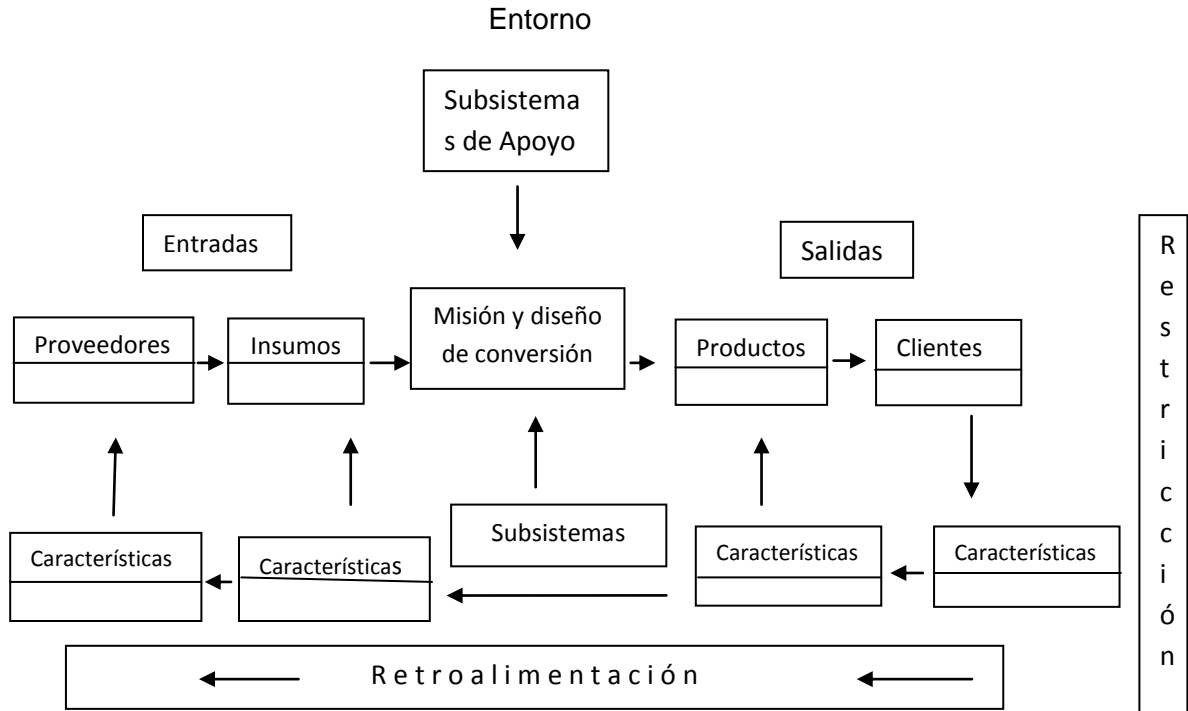 Entorno
Subsistema
s de Apoyo
Entradas
Salidas
Proveedores
Insumos
Misión y diseño
de conversión
Productos
Clientes
Subsistemas
Características
Características
Características
Características
R e t r o a l i m e n t a c i ó n
R
e
s
t
r
i
c
c
i
ó
n